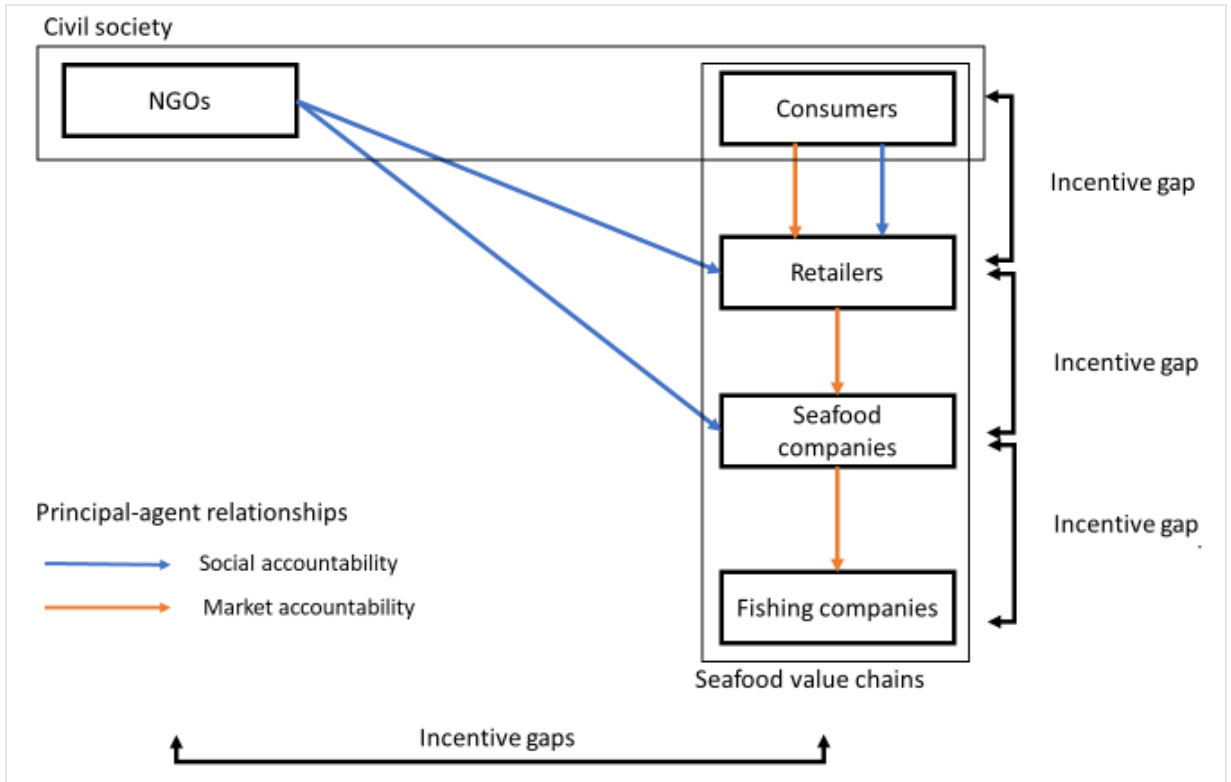 Civil society
NGOs
Consumers
Incentive gap
Retailers
Incentive gap
Seafood
companies
Principal-agent relationships
Incentive gap
.
Social accountability
Market accountability
Fishing companies
Seafood value chains
Incentive gaps